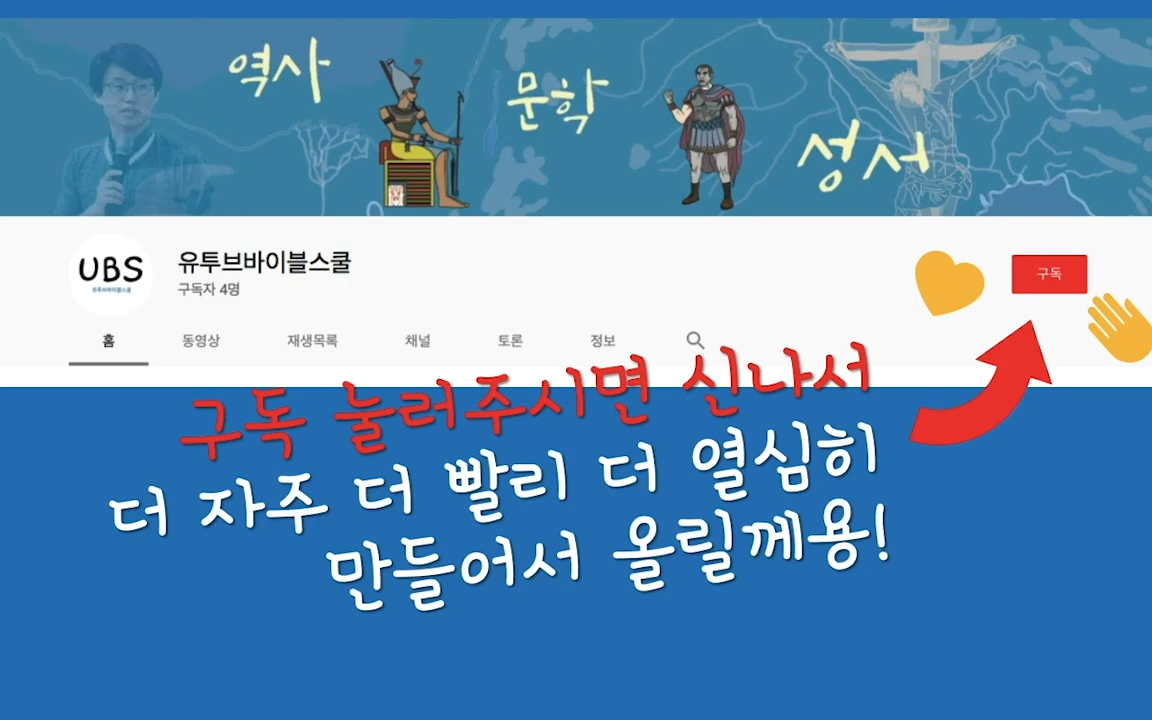 역사
문학
성서
UBS
유투브바이블스쿨
유투브바이블스쿨
구독자 4명
구독
홈 동영상 재생목록 채널 토론 정보
구독 눌러주시면 신나서
더 자주 더 빨리 더 열심히
만들어서 올릴께용!